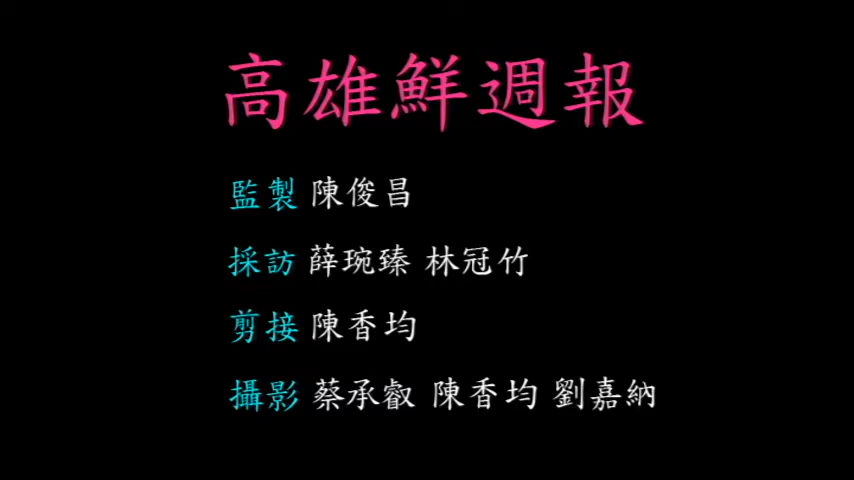 高雄鮮週報
監製 陳俊昌
採訪 薛琬臻 林冠竹
剪接 陳香均
攝影 蔡承叡 陳香均 劉嘉納